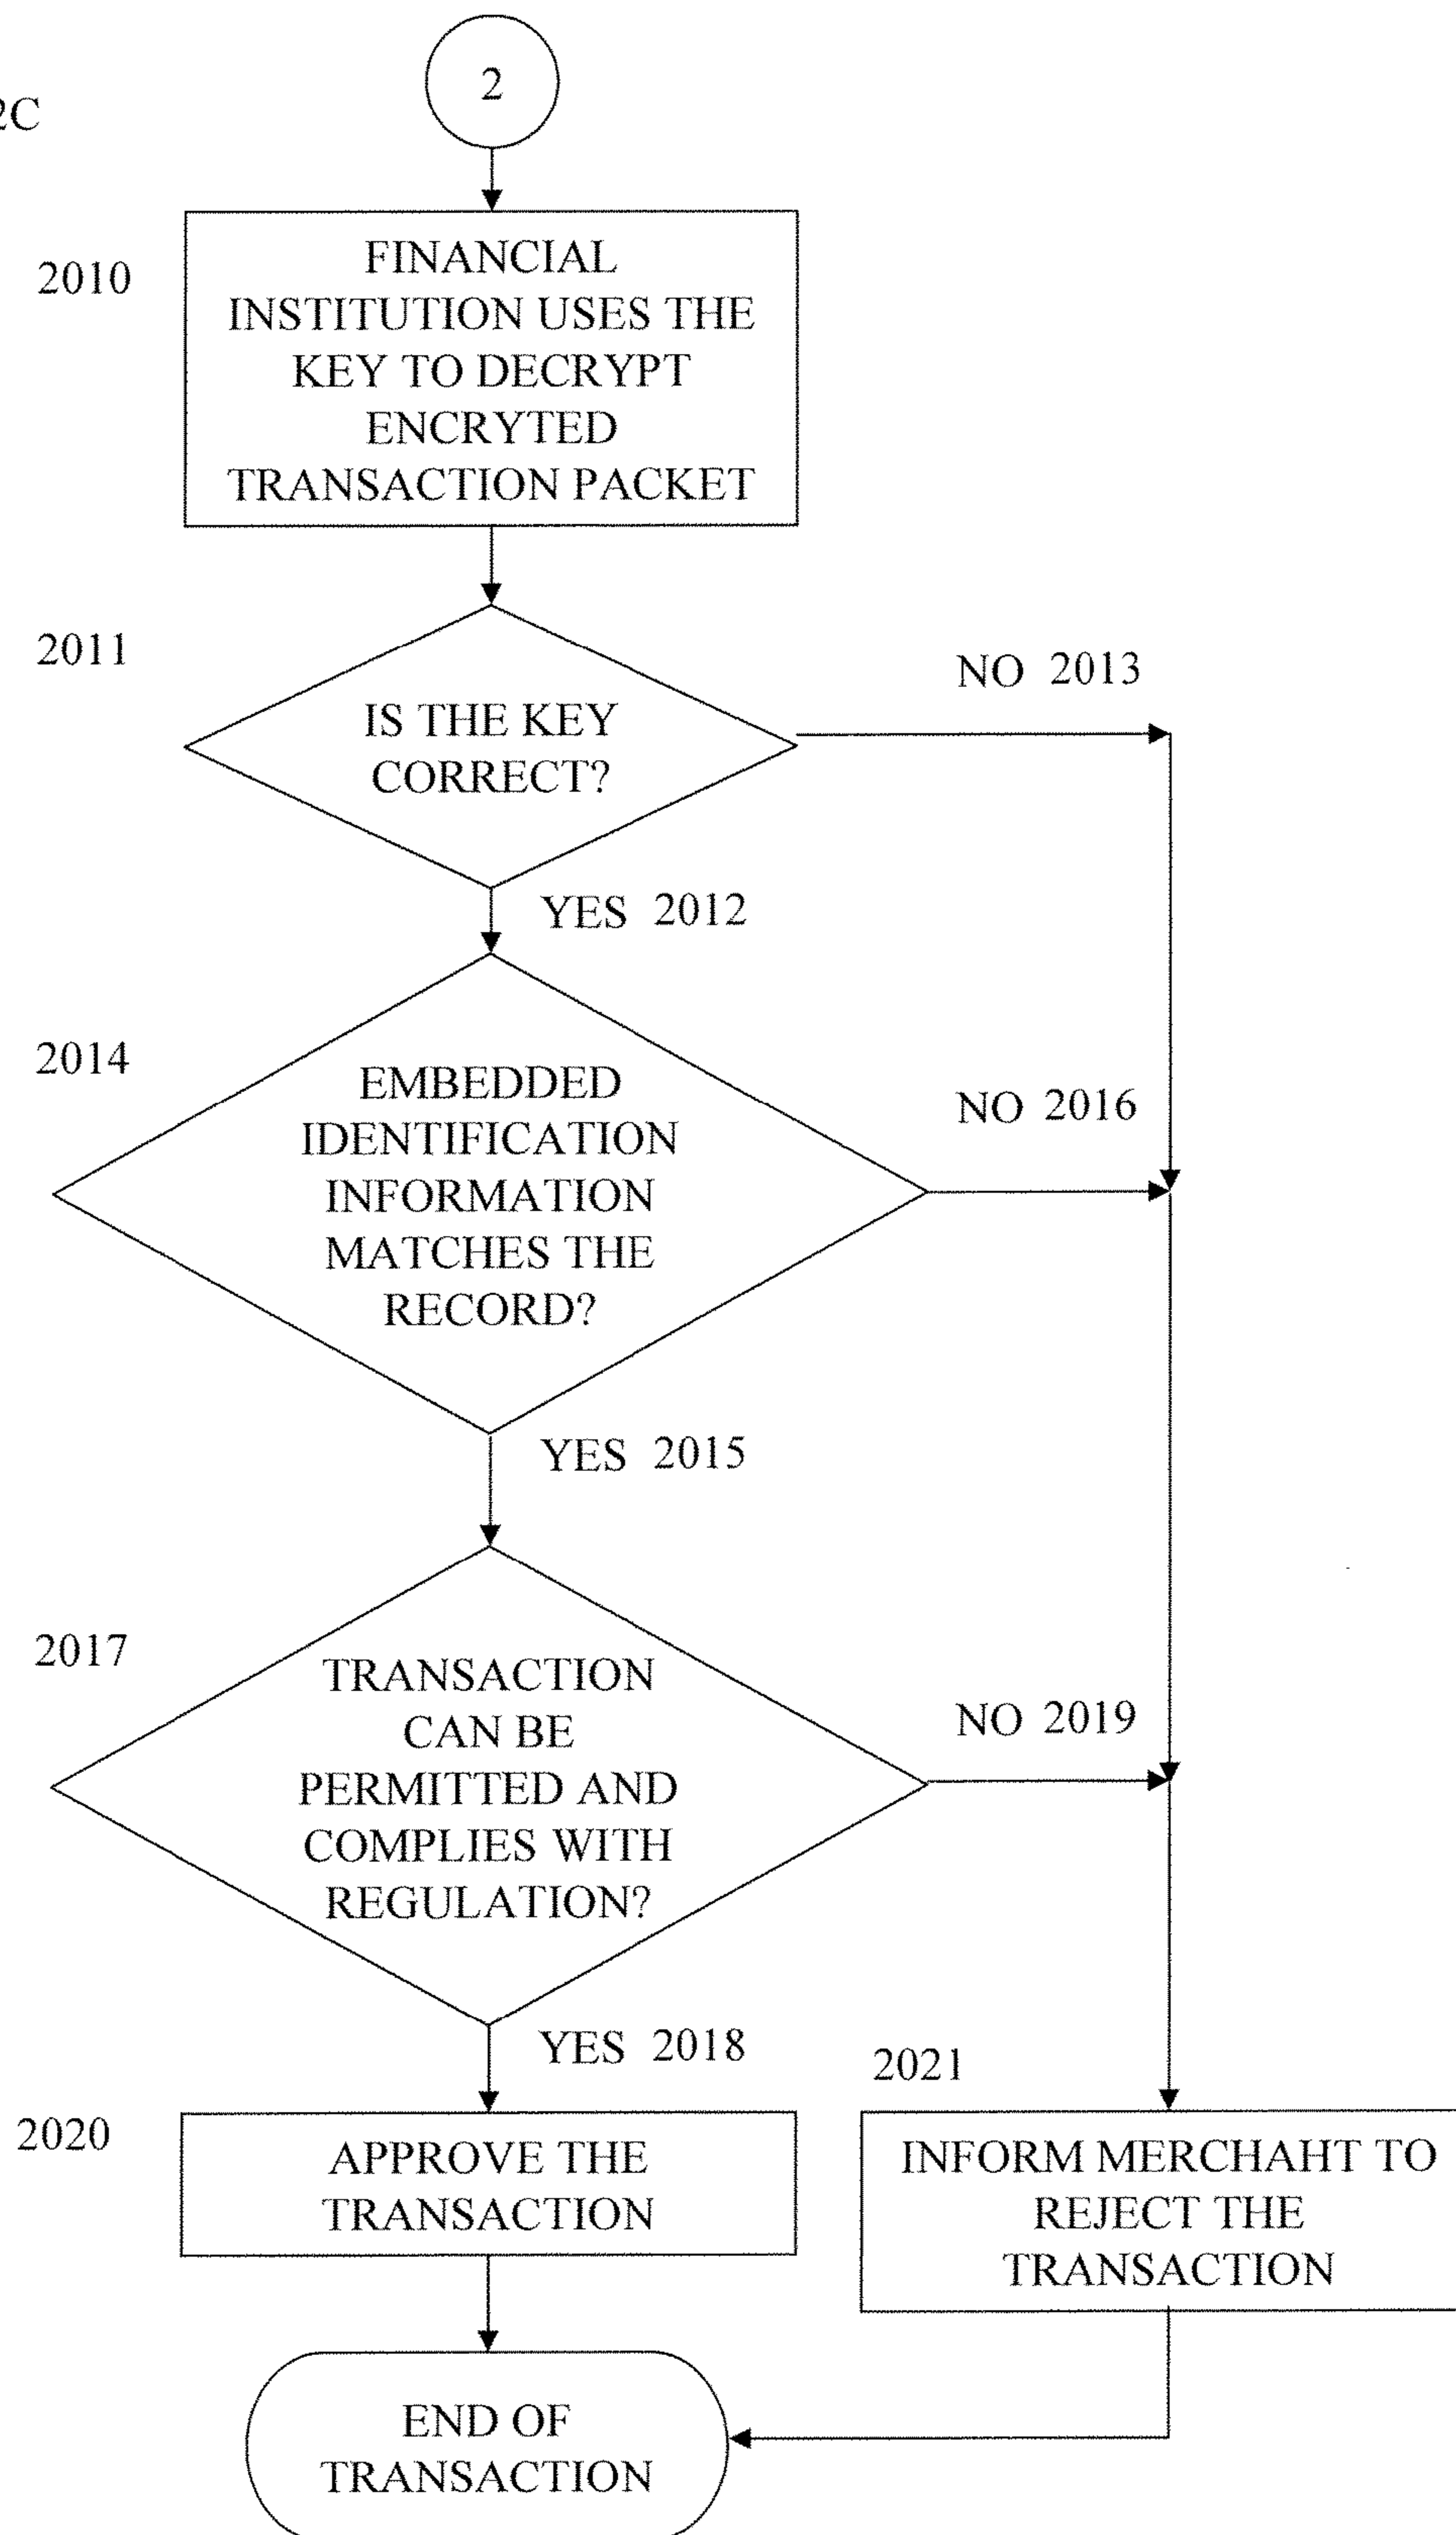 2C
2
2010
FINANCIAL
INSTITUTION USES THE
KEY TO DECRYPT
ENCRYTED
TRANSACTION PACKET
2011
IS THE KEY
CORRECT?
NO 2013
YES 2012
2014
EMBEDDED
IDENTIFICATION
INFORMATION
MATCHES THE
RECORD?
NO 2016
YES 2015
2017
TRANSACTION
CAN BE
PERMITTED AND
COMPLIES WITH
REGULATION?
NO 2019
YES 2018
2020
APPROVE THE
TRANSACTION
2021
INFORM MERCHAHT TO
REJECT THE
TRANSACTION
END OF
TRANSACTION